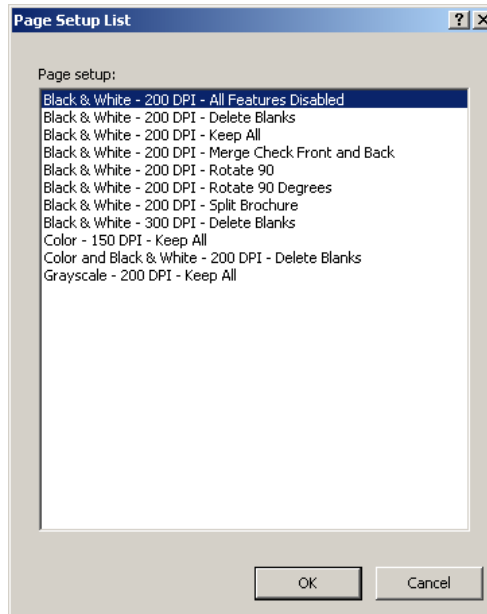 Page Setup List
Page setup:
Black & White - 200 DPI - All Features Disabled
Black & White - 200 DPI - Delete Blanks
Black & White - 200 DPI - Keep All
Black & White - 200 DPI - Merge Check Front and Back
Black & White - 200 DPI - Rotate 90
Black & White - 200 DPI - Rotate 90 Degrees
Black & White - 200 DPI - Split Brochure
Black & White - 300 DPI - Delete Blanks
Color - 150 DPI - Keep All
Color and Black & White - 200 DPI - Delete Blanks
Grayscale - 200 DPI - Keep All
OK Cancel